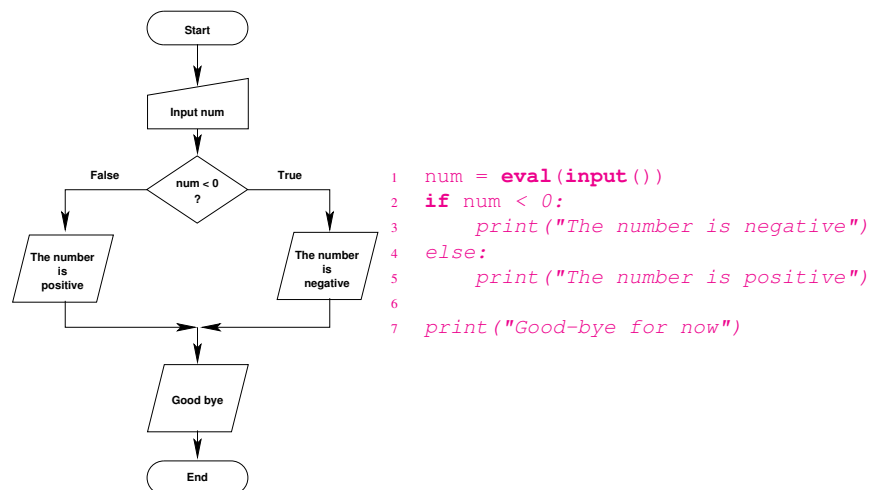 Start
Input num
False
num < 0
?
True
The number
is
positive
The number
is
negative
Good bye
End
1 num = eval(input())
2 if num < 0:
3 print("The number is negative")
4 else:
5 print("The number is positive")
6
7 print("Good-bye for now")